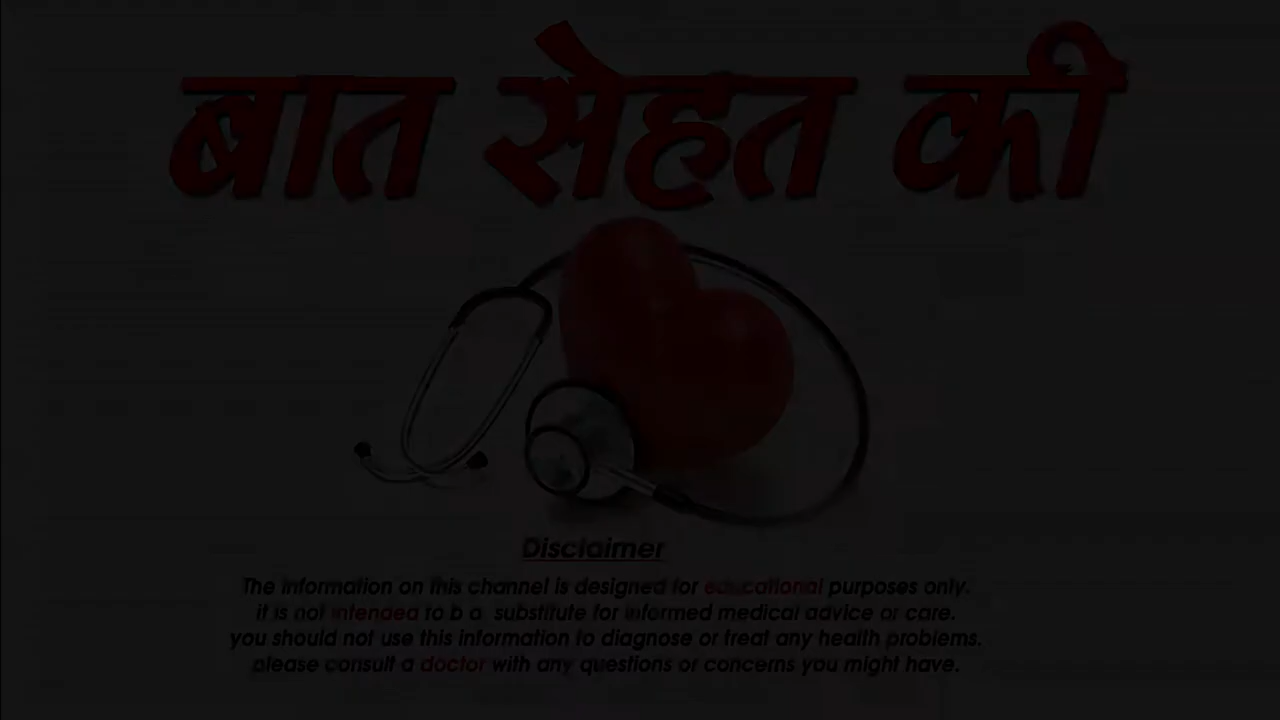 बात सेहत की
Disclaimer
The information on this channel is designed for educational purposes only.
it is not intended to b a substitute for informed medical advice or care.
you should not use this information to diagnose or treat any health problems.
please consult a doctor with any questions or concerns you might have.